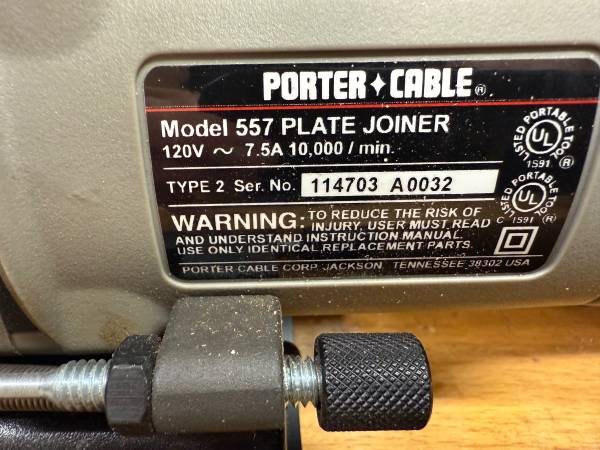 PORTER+CABLE®
Model 557 PLATE JOINER
120V ~ 7.5A 10,000 / min.
TYPE 2 Ser. No. 114703 A0032
WARNING: TO REDUCE THE RISK OF
INJURY, USER MUST READ
AND UNDERSTAND INSTRUCTION MANUAL.
USE ONLY IDENTICAL REPLACEMENT PARTS.
PORTER CABLE CORP. JACKSON, TENNESSEE 38302 USA
LISTED PORTABLE TOOL
UL
1591 ®
LISTED PORTABLE TOOL
UL
C 1591 ®